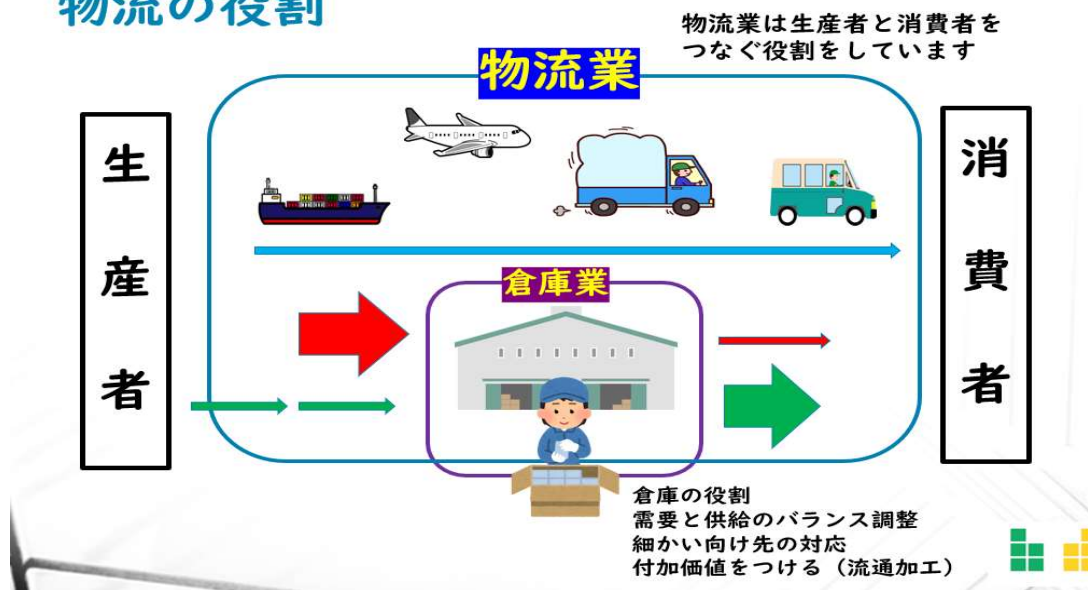 物流の役割
物流業は生産者と消費者を
つなぐ役割をしています
物流業
生産者
消費者
倉庫業
倉庫の役割
需要と供給のバランス調整
細かい向け先の対応
付加価値をつける（流通加工）